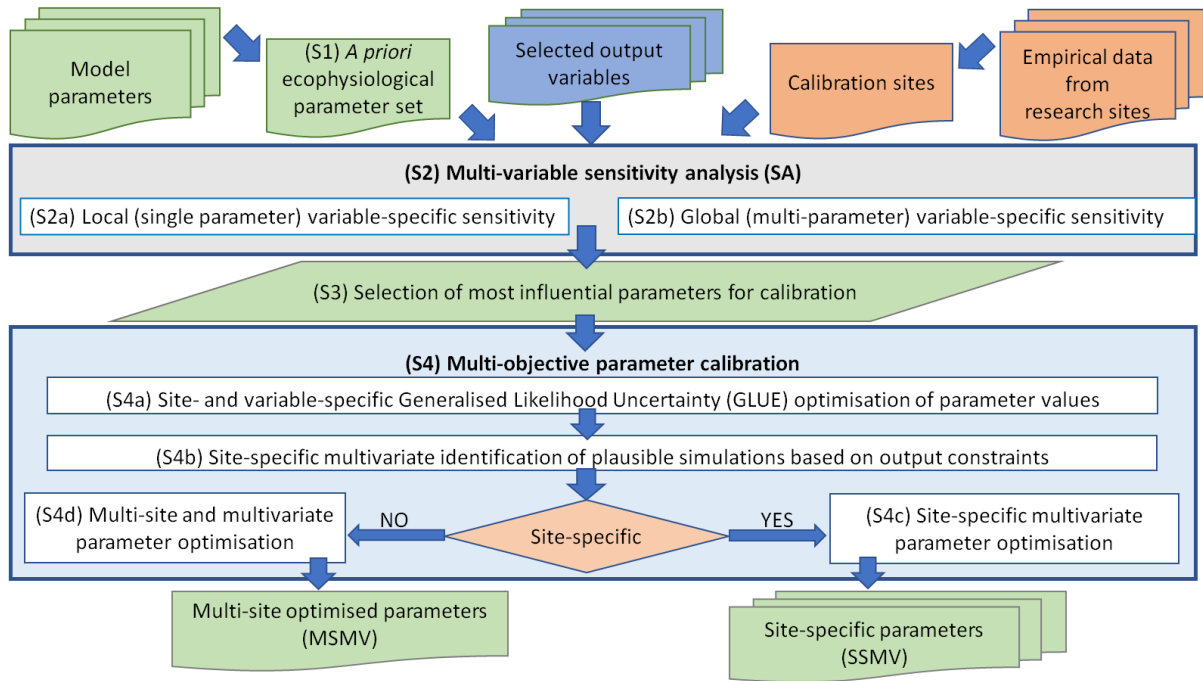 Model
parameters
(S1) A priori
ecophysiological
parameter set
Selected output
variables
Calibration sites
Empirical data
from
research sites
(S2) Multi-variable sensitivity analysis (SA)
(S2a) Local (single parameter) variable-specific sensitivity
(S2b) Global (multi-parameter) variable-specific sensitivity
(S3) Selection of most influential parameters for calibration
(S4) Multi-objective parameter calibration
(S4a) Site- and variable-specific Generalised Likelihood Uncertainty (GLUE) optimisation of parameter values
(S4b) Site-specific multivariate identification of plausible simulations based on output constraints
(S4d) Multi-site and multivariate
parameter optimisation
NO
Site-specific
YES
(S4c) Site-specific multivariate
parameter optimisation
Multi-site optimised parameters
(MSMV)
Site-specific parameters
(SSMV)